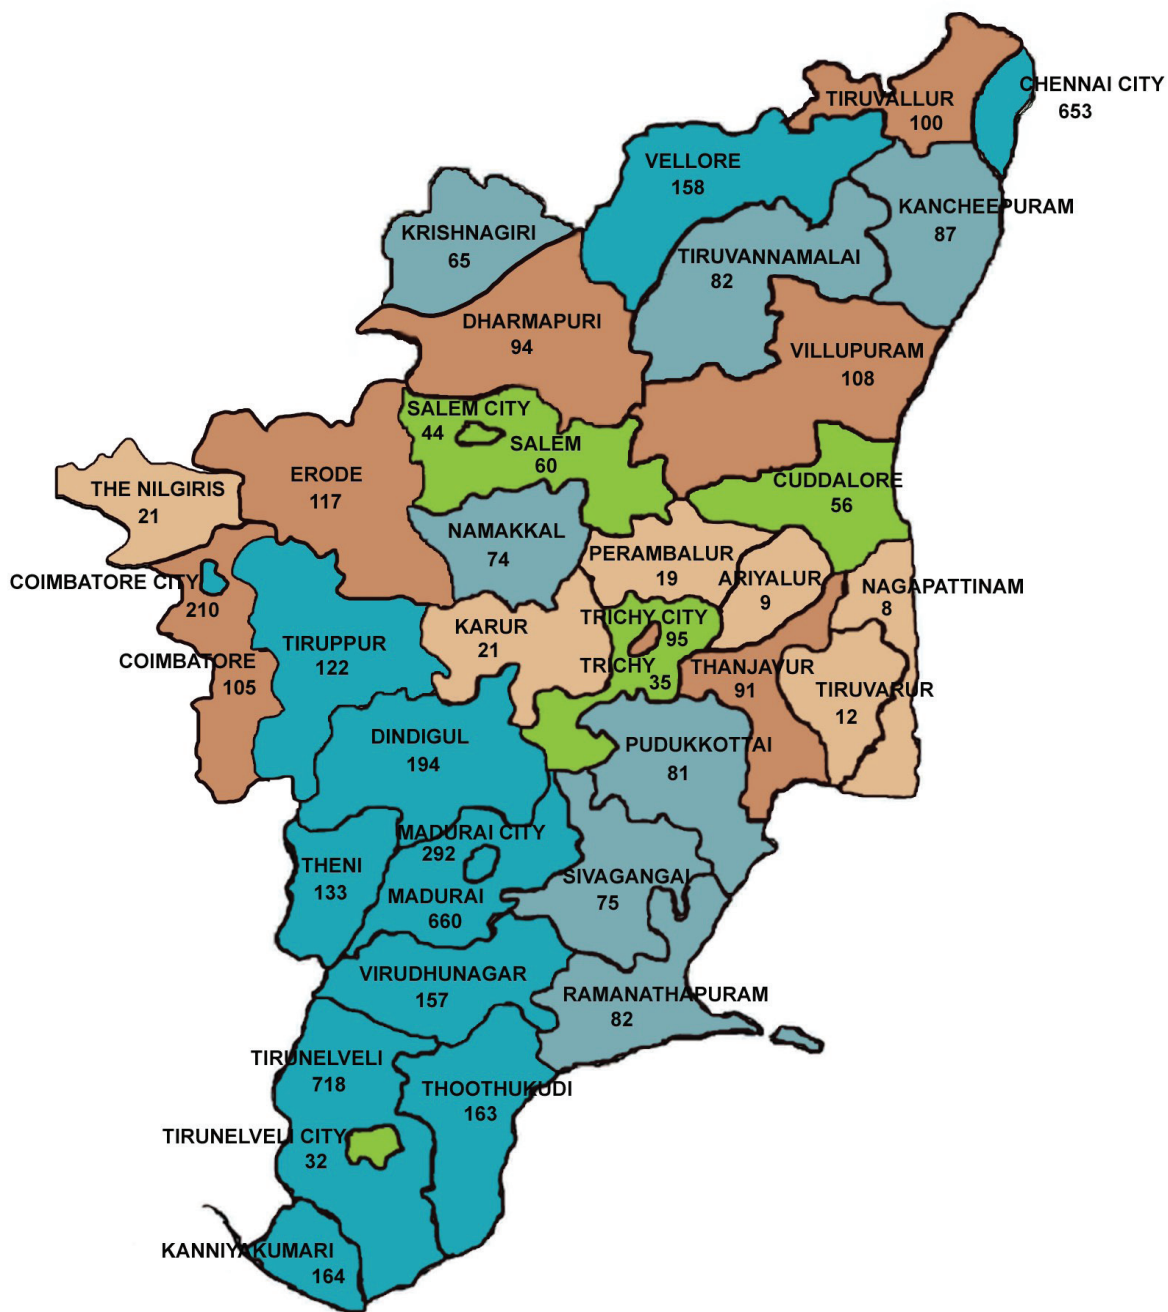 CHENNAI CITY
653
TIRUVALLUR
100
VELLORE
158
KANCHEEPURAM
87
KRISHNAGIRI
65
TIRUVANNAMALAI
82
DHARMAPURI
94
VILLUPURAM
108
SALEM CITY
44
SALEM
60
ERODE
117
CUDDALORE
56
THE NILGIRIS
21
NAMAKKAL
74
PERAMBALUR
19
ARIYALUR
9
NAGAPATTINAM
8
COIMBATORE CITY
210
TIRUPPUR
122
KARUR
21
TRICHY CITY
95
TRICHY
35
COIMBATORE
105
THANJAVUR
91
TIRUVARUR
12
DINDIGUL
194
PUDUKKOTTAI
81
MADURAI CITY
292
THENI
133
MADURAI
660
SIVAGANGAI
75
VIRUDHUNAGAR
157
RAMANATHAPURAM
82
TIRUNELVELI
718
THOOTHUKUDI
163
TIRUNELVELI CITY
32
KANNIYAKUMARI
164